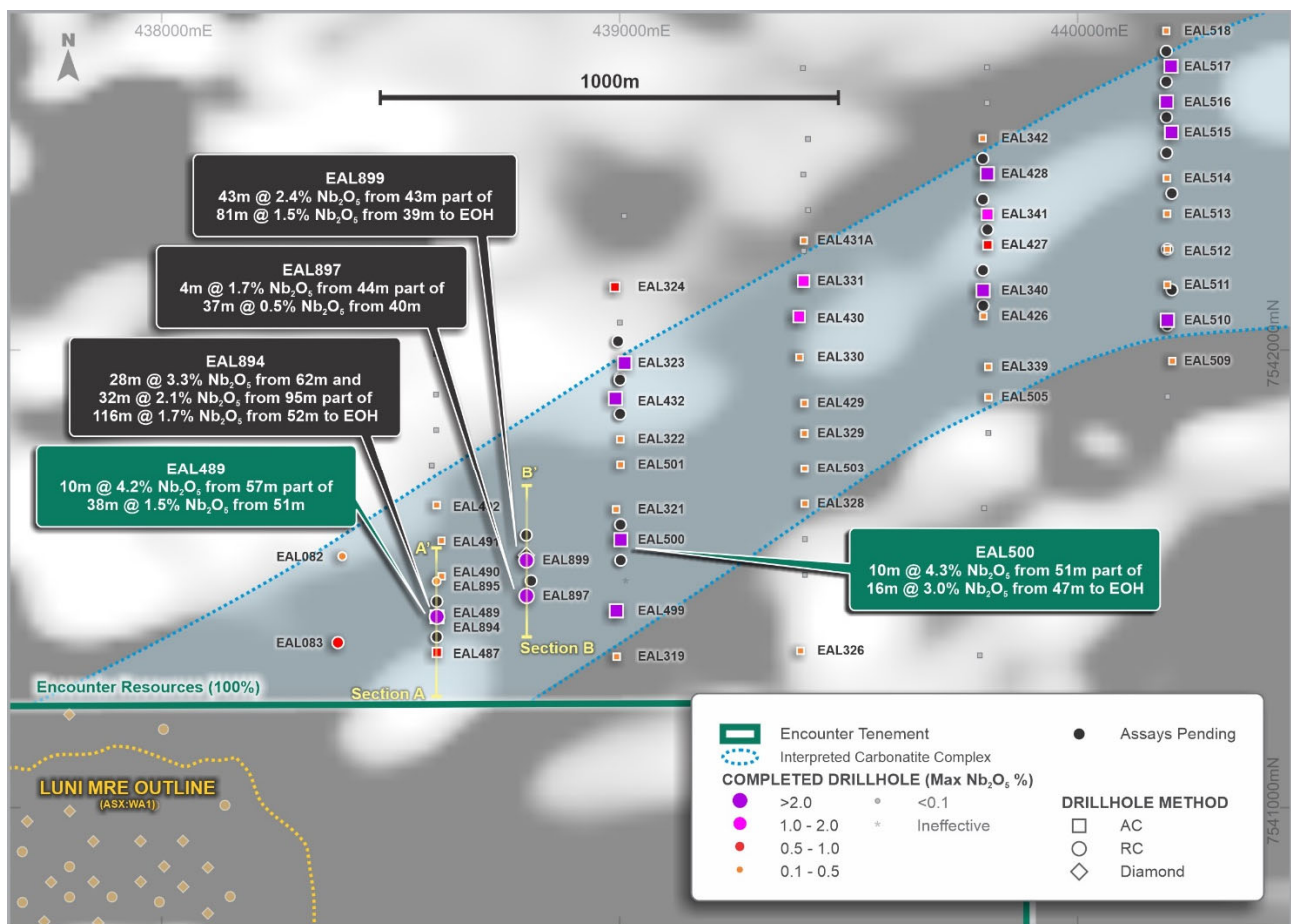 438000mE
439000mE
440000mE
N
1000m
EAL899
43m @ 2.4% Nb₂O₅ from 43m part of
81m @ 1.5% Nb₂O₅ from 39m to EOH
EAL897
4m @ 1.7% Nb₂O₅ from 44m part of
37m @ 0.5% Nb₂O₅ from 40m
EAL894
28m @ 3.3% Nb₂O₅ from 62m and
32m @ 2.1% Nb₂O₅ from 95m part of
116m @ 1.7% Nb₂O₅ from 52m to EOH
EAL489
10m @ 4.2% Nb₂O₅ from 57m part of
38m @ 1.5% Nb₂O₅ from 51m
EAL500
10m @ 4.3% Nb₂O₅ from 51m part of
16m @ 3.0% Nb₂O₅ from 47m to EOH
EAL082
EAL083
EAL492
A'
EAL491
EAL490
EAL895
EAL489
EAL894
EAL487
Section A
B'
EAL899
EAL897
Section B
EAL324
EAL323
EAL432
EAL322
EAL501
EAL321
EAL500
EAL499
EAL319
EAL431A
EAL331
EAL430
EAL330
EAL429
EAL329
EAL503
EAL328
EAL326
EAL342
EAL428
EAL341
EAL427
EAL340
EAL426
EAL339
EAL505
EAL518
EAL517
EAL516
EAL515
EAL514
EAL513
EAL512
EAL511
EAL510
EAL509
7542000mN
7541000mN
Encounter Resources (100%)
LUNI MRE OUTLINE
(ASX:WA1)
Encounter Tenement
Interpreted Carbonatite Complex
COMPLETED DRILLHOLE (Max Nb₂O₅ %)
>2.0
1.0 - 2.0
0.5 - 1.0
0.1 - 0.5
<0.1
Ineffective
Assays Pending
DRILLHOLE METHOD
AC
RC
Diamond